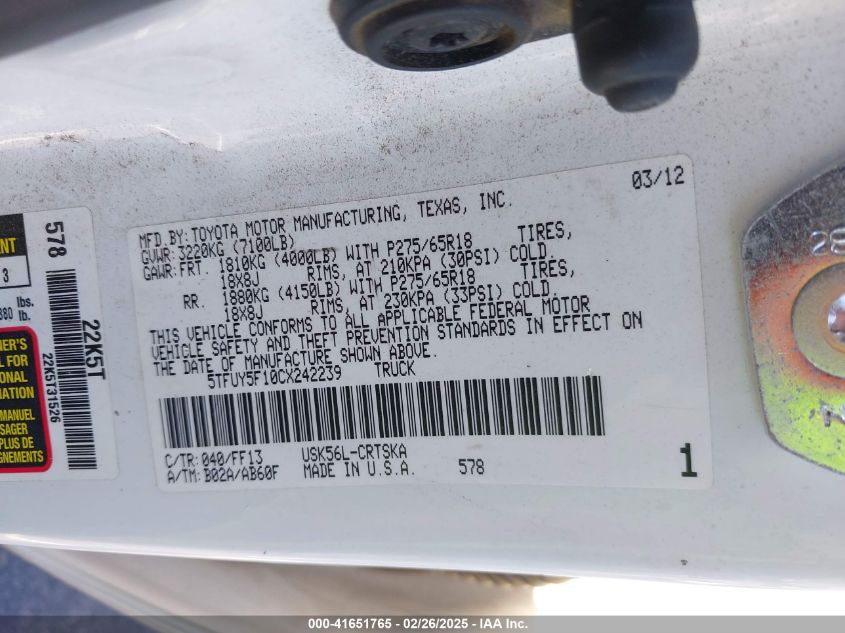 03/12
MFD.BY:TOYOTA MOTOR MANUFACTURING, TEXAS, INC.
GVWR:3220KG (7100LB)
GAWR:FRT. 1810KG (4000LB) WITH P275/65R18 TIRES,
18X8J RIMS, AT 210KPA (30PSI) COLD.
RR. 1880KG (4150LB) WITH P275/65R18 TIRES,
18X8J RIMS, AT 230KPA (33PSI) COLD
THIS VEHICLE CONFORMS TO ALL APPLICABLE FEDERAL MOTOR
VEHICLE SAFETY AND THEFT PREVENTION STANDARDS IN EFFECT ON
THE DATE OF MANUFACTURE SHOWN ABOVE.
5TFUY5F10CX242239 TRUCK
C/TR: 040/FF13 USK56L-CRTSKA
A/TM: B02A/AB60F MADE IN U.S.A. 578 1
578
22K5T
22K5T31526
3
lbs.
lb.
MANUEL
PLUS DE
28
000-41651765 - 02/26/2025 - IAA Inc.